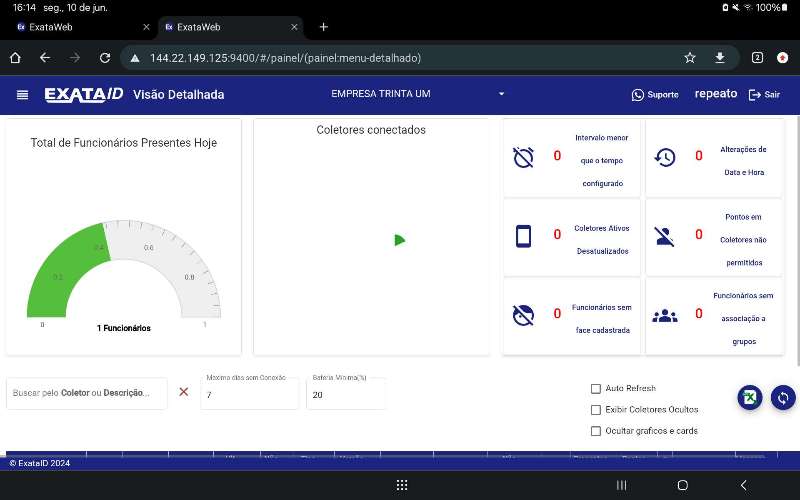 16:14 seg., 10 de jun. 100%
ExataWeb
ExataWeb
144.22.149.125:9400/#/painel/(painel:menu-detalhado)
2
EXATAID Visão Detalhada EMPRESA TRINTA UM Suporte repeato Sair
Total de Funcionários Presentes Hoje
0
0.2
0.4
0.6
0.8
1
1 Funcionários
Coletores conectados
0 Intervalo menor
que o tempo
configurado
0 Alterações de
Data e Hora
0 Coletores Ativos
Desatualizados
0 Pontos em
Coletores não
permitidos
0 Funcionários sem
face cadastrada
0 Funcionários sem
associação a
grupos
Buscar pelo Coletor ou Descrição...
Máximo dias sem Conexão
7
Bateria Mínima(%)
20
Auto Refresh
Exibir Coletores Ocultos
Ocultar graficos e cards
© ExataID 2024